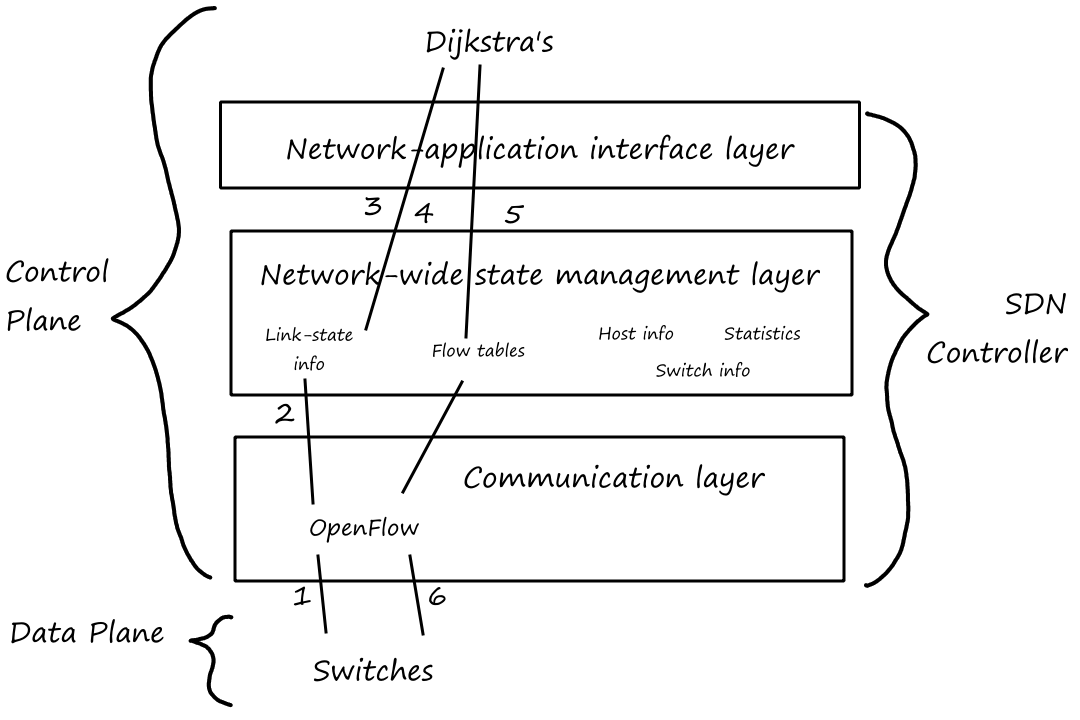 Dijkstra's
Network-application interface layer
3 4 5
Network-wide state management layer
Link-state
info
Flow tables
Host info
Statistics
Switch info
Control
Plane
SDN
Controller
2
Communication layer
OpenFlow
1 6
Data Plane
Switches